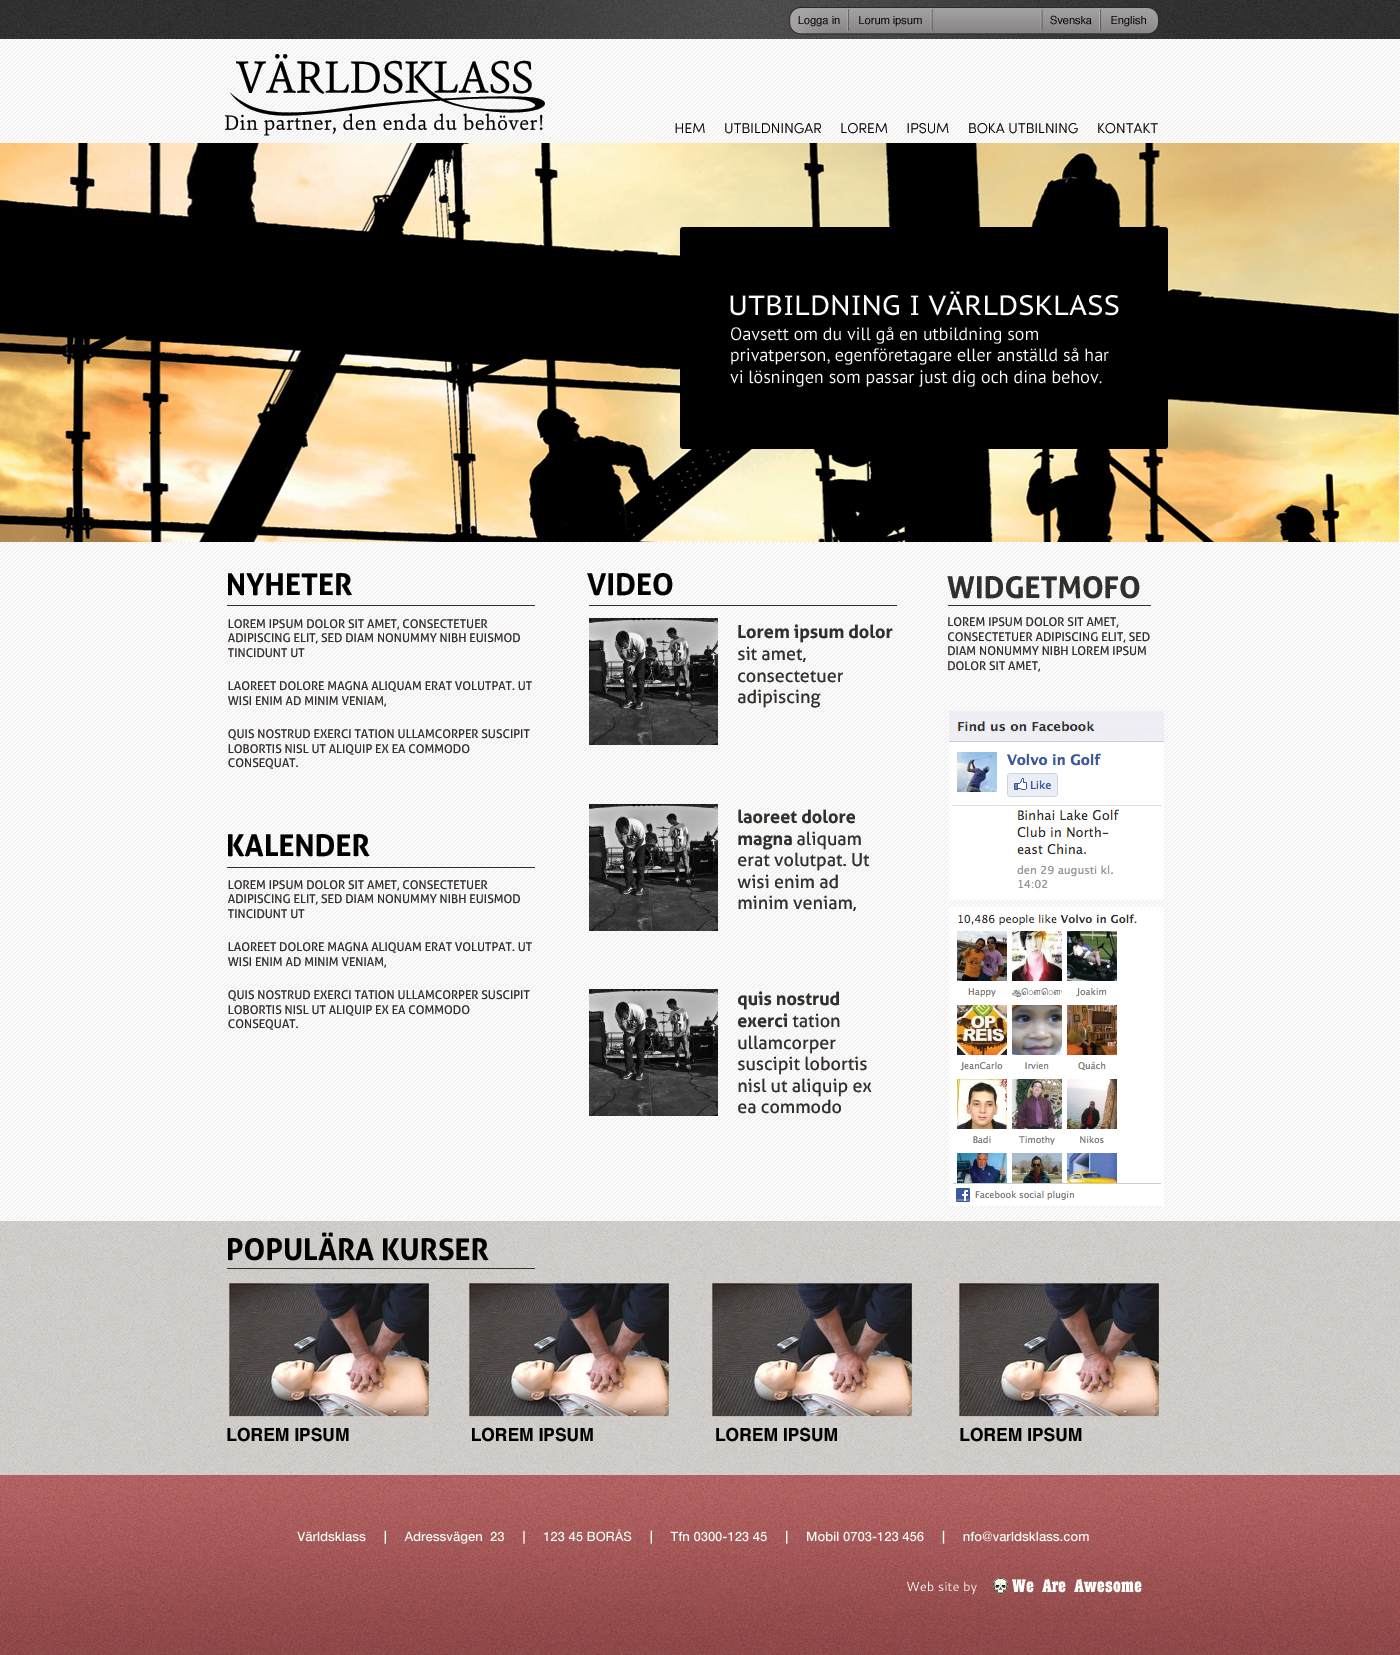 Logga in
Lorum ipsum
Svenska
English
VÄRLDSKLASS
Din partner, den enda du behöver!
HEM UTBILDNINGAR LOREM IPSUM BOKA UTBILNING KONTAKT
UTBILDNING I VÄRLDSKLASS
Oavsett om du vill gå en utbildning som
privatperson, egenföretagare eller anställd så har
vi lösningen som passar just dig och dina behov.
NYHETER
LOREM IPSUM DOLOR SIT AMET, CONSECTETUER
ADIPISCING ELIT, SED DIAM NONUMMY NIBH EUISMOD
TINCIDUNT UT
LAOREET DOLORE MAGNA ALIQUAM ERAT VOLUTPAT. UT
WISI ENIM AD MINIM VENIAM,
QUIS NOSTRUD EXERCI TATION ULLAMCORPER SUSCIPIT
LOBORTIS NISL UT ALIQUIP EX EA COMMODO
CONSEQUAT.
KALENDER
LOREM IPSUM DOLOR SIT AMET, CONSECTETUER
ADIPISCING ELIT, SED DIAM NONUMMY NIBH EUISMOD
TINCIDUNT UT
LAOREET DOLORE MAGNA ALIQUAM ERAT VOLUTPAT. UT
WISI ENIM AD MINIM VENIAM,
QUIS NOSTRUD EXERCI TATION ULLAMCORPER SUSCIPIT
LOBORTIS NISL UT ALIQUIP EX EA COMMODO
CONSEQUAT.
VIDEO
Lorem ipsum dolor
sit amet,
consectetuer
adipiscing
laoreet dolore
magna aliquam
erat volutpat. Ut
wisi enim ad
minim veniam,
quis nostrud
exerci tation
ullamcorper
suscipit lobortis
nisl ut aliquip ex
ea commodo
WIDGETMOFO
LOREM IPSUM DOLOR SIT AMET,
CONSECTETUER ADIPISCING ELIT, SED
DIAM NONUMMY NIBH LOREM IPSUM
DOLOR SIT AMET,
Find us on Facebook
Volvo in Golf
Like
Binhai Lake Golf
Club in North-
east China.
den 29 augusti kl.
14:02
10,486 people like Volvo in Golf.
Happy
Joakim
OP
REIS
JeanCarlo Irvien Quách
Badi Timothy Nikos
Facebook social plugin
POPULÄRA KURSER
LOREM IPSUM
LOREM IPSUM
LOREM IPSUM
LOREM IPSUM
Världsklass | Adressvägen 23 | 123 45 BORÅS | Tfn 0300-123 45 | Mobil 0703-123 456 | nfo@varldsklass.com
Web site by We Are Awesome